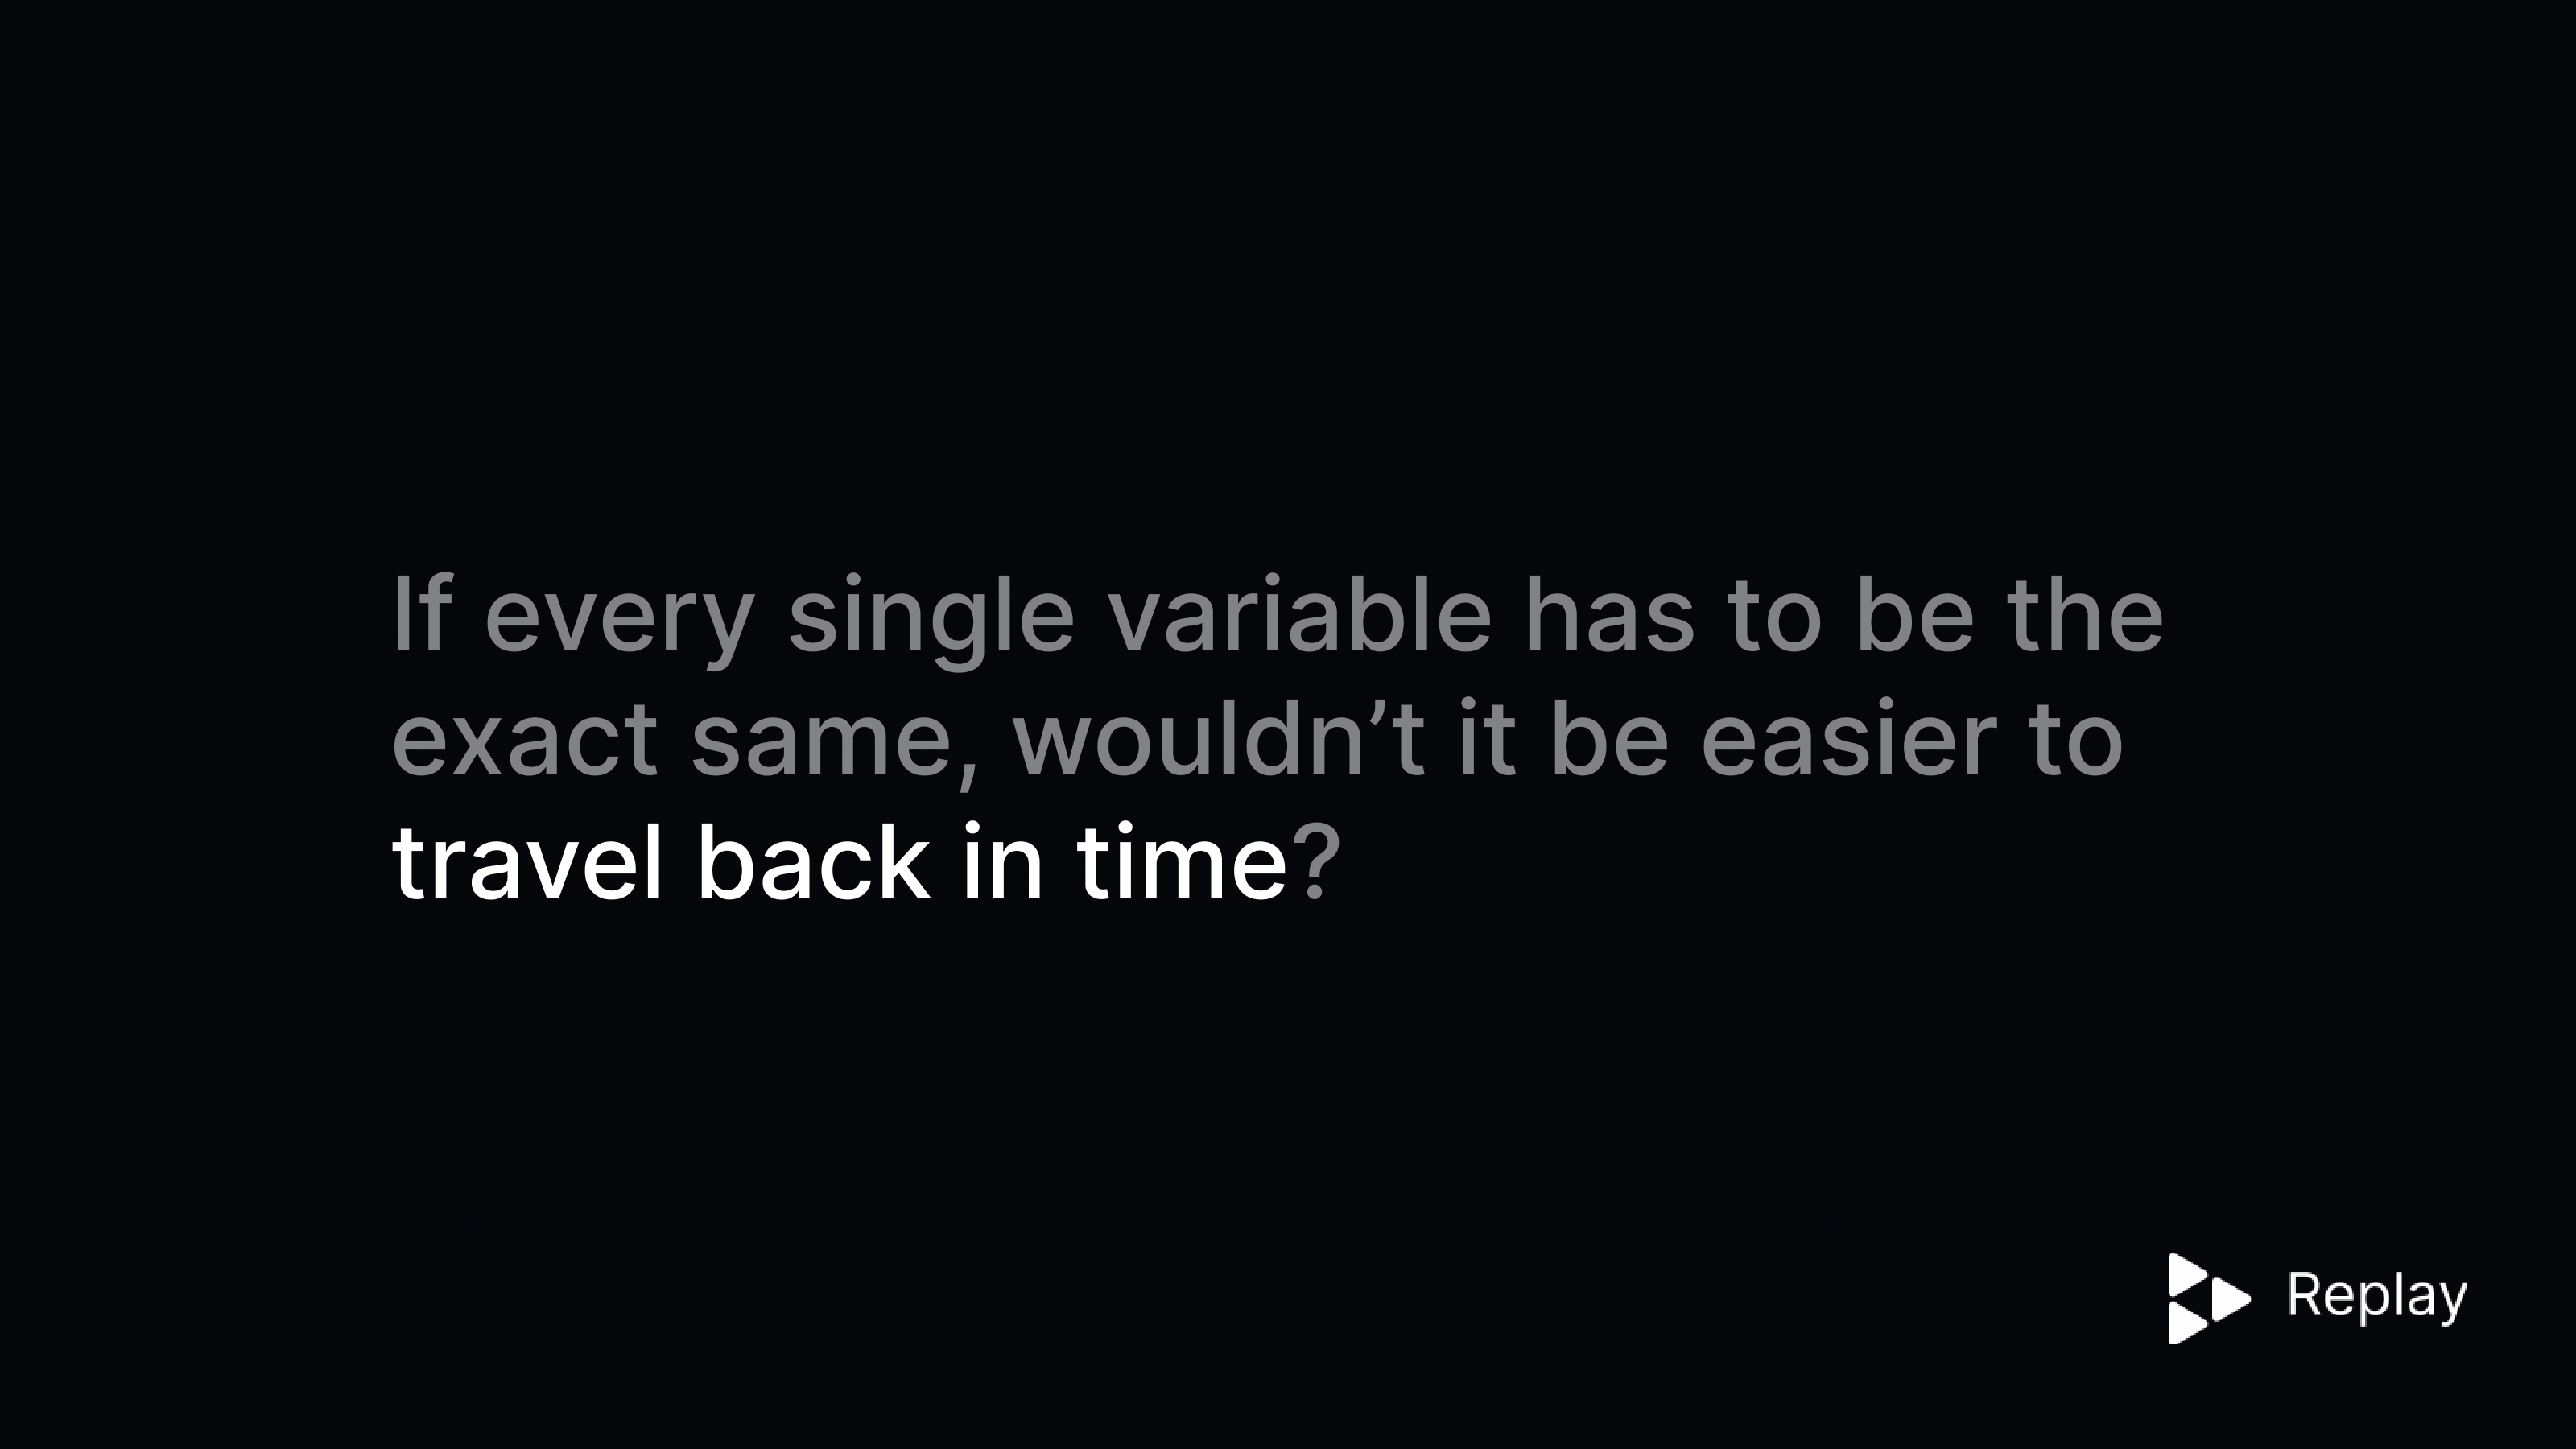 If every single variable has to be the
exact same, wouldn’t it be easier to
travel back in time?
Replay